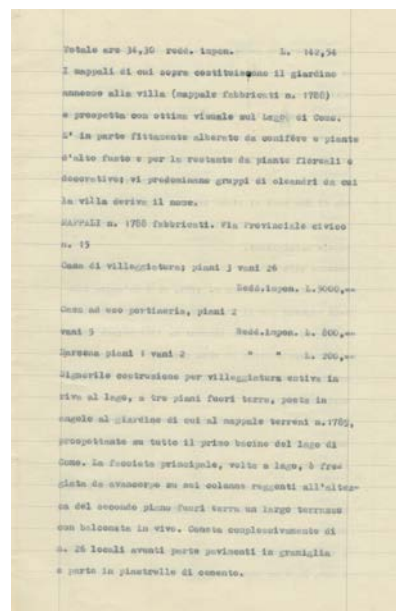 Totale are 34,30 redd. impon. L. 142,54
I mappali di cui sopra costituiscono il giardino
annesso alla villa (mappale fabbricati n. 1788)
e prospetta con ottima visuale sul Lago di Como.
E' in parte fittamente alberato da conifère e piante
d'alto fusto e per la restante da piante floreali e
decorative; vi predominano gruppi di oleandri da cui
la villa deriva il nome.
MAPPALI n. 1788 fabbricati. Via Provinciale civico
n. 15
Casa di villeggiatura; piani 3 vani 26
Redd.impon. L.5000,=
Casa ad uso portineria, piani 2
vani 5 Redd.impon. L. 800,=
Darsena piani 1 vani 2 " " L. 200,=
Signorile costruzione per villeggiatura estiva in
riva al lago, a tre piani fuori terra, posta in
angolo al giardino di cui al mappale terreni n.1785,
prospettante su tutto il primo bacino del lago di
Como. La facciata principale, volta a lago, è fre=
giata da avancorpo su sei colonne reggenti all'altez=
za del secondo piano fuori terra un largo terrazzo
con balconata in vivo. Consta complessivamente di
n. 26 locali aventi parte pavimenti in graniglia
e parte in piastrelle di cemento.